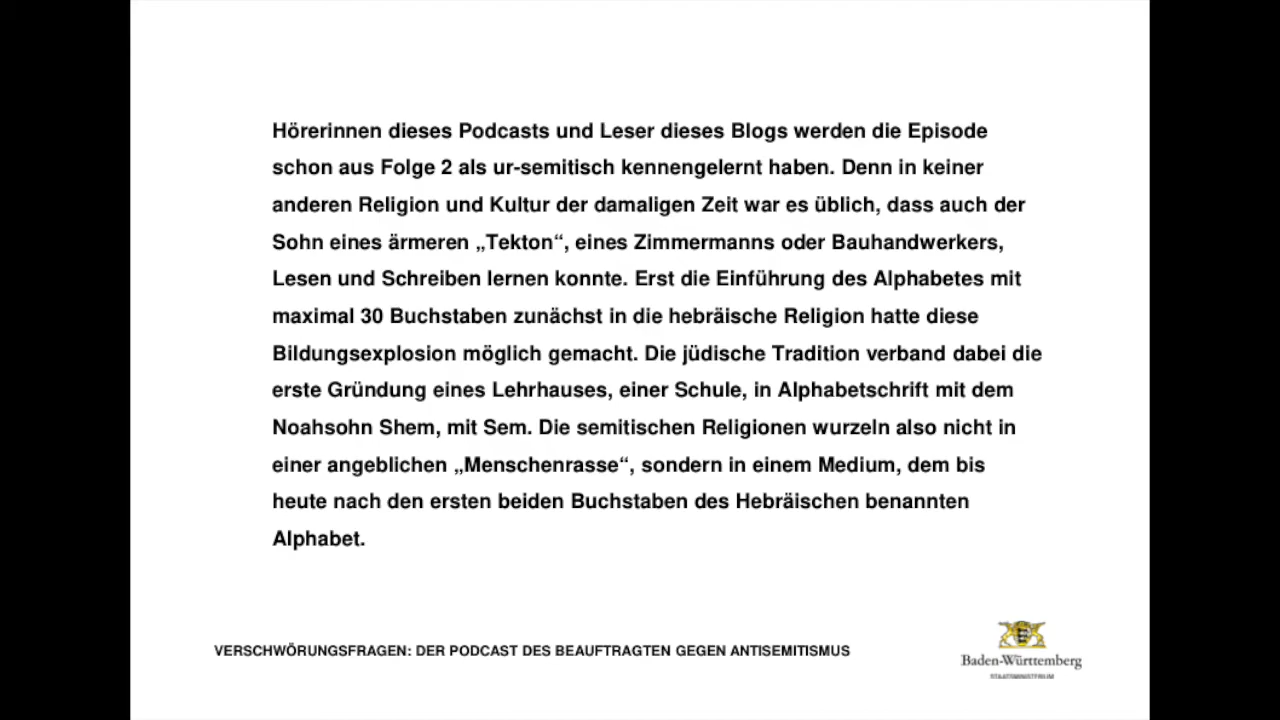 Hörerinnen dieses Podcasts und Leser dieses Blogs werden die Episode
schon aus Folge 2 als ur-semitisch kennengelernt haben. Denn in keiner
anderen Religion und Kultur der damaligen Zeit war es üblich, dass auch der
Sohn eines ärmeren „Tekton“, eines Zimmermanns oder Bauhandwerkers,
Lesen und Schreiben lernen konnte. Erst die Einführung des Alphabetes mit
maximal 30 Buchstaben zunächst in die hebräische Religion hatte diese
Bildungsexplosion möglich gemacht. Die jüdische Tradition verband dabei die
erste Gründung eines Lehrhauses, einer Schule, in Alphabetschrift mit dem
Noahsohn Shem, mit Sem. Die semitischen Religionen wurzeln also nicht in
einer angeblichen „Menschenrasse“, sondern in einem Medium, dem bis
heute nach den ersten beiden Buchstaben des Hebräischen benannten
Alphabet.
VERSCHWÖRUNGSFRAGEN: DER PODCAST DES BEAUFTRAGTEN GEGEN ANTISEMITISMUS
Baden-Württemberg
STAATSMINISTERIUM